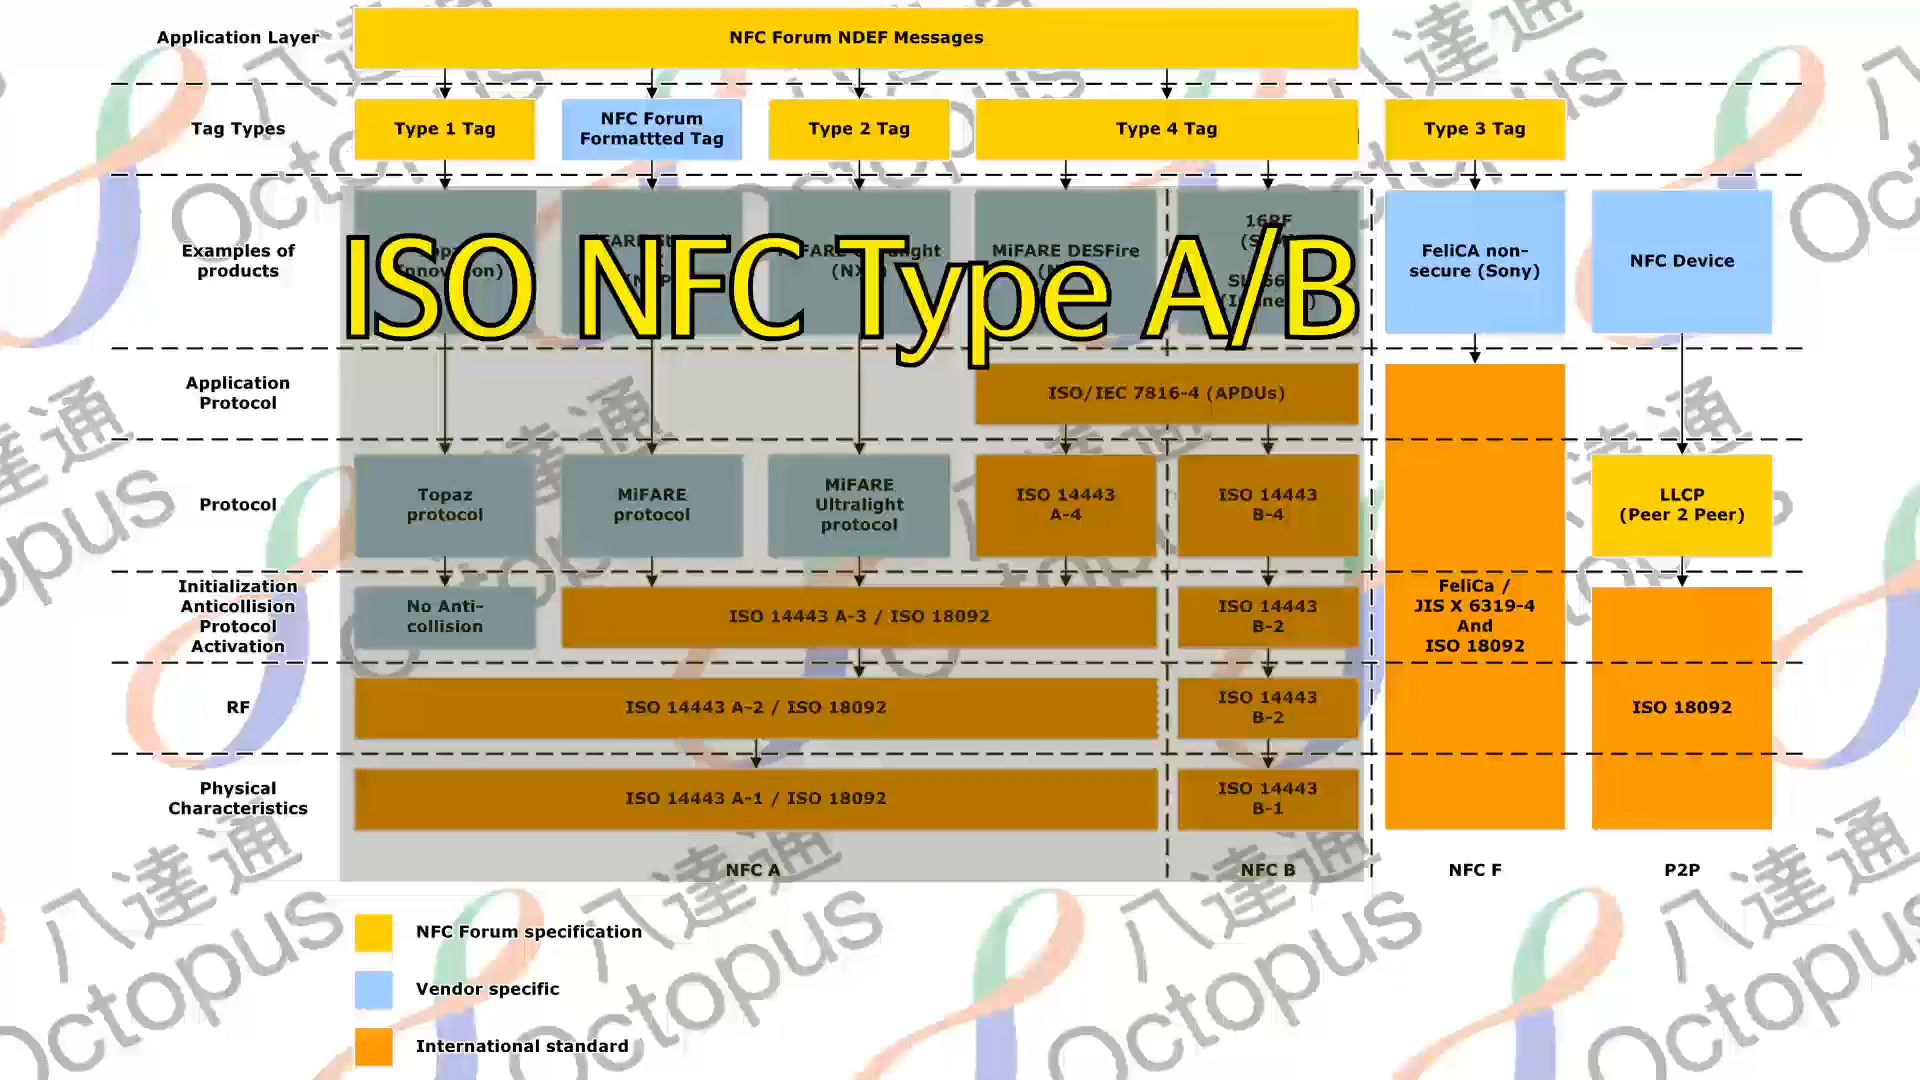 Application Layer
NFC Forum NDEF Messages
Tag Types
Type 1 Tag
NFC Forum
Formattted Tag
Type 2 Tag
Type 4 Tag
Type 3 Tag
Examples of
products
ISO NFC Type A/B
MiFARE DESFire
16RF
FeliCA non-
secure (Sony)
NFC Device
Application
Protocol
ISO/IEC 7816-4 (APDUs)
Protocol
Topaz
protocol
MiFARE
protocol
MiFARE
Ultralight
protocol
ISO 14443
A-4
ISO 14443
B-4
LLCP
(Peer 2 Peer)
Initialization
Anticollision
Protocol
Activation
No Anti-
collision
ISO 14443 A-3 / ISO 18092
ISO 14443
B-2
FeliCa /
JIS X 6319-4
And
ISO 18092
RF
ISO 14443 A-2 / ISO 18092
ISO 14443
B-2
ISO 18092
Physical
Characteristics
ISO 14443 A-1 / ISO 18092
ISO 14443
B-1
NFC A
NFC B
NFC F
P2P
NFC Forum specification
Vendor specific
International standard
八達通
Octopus